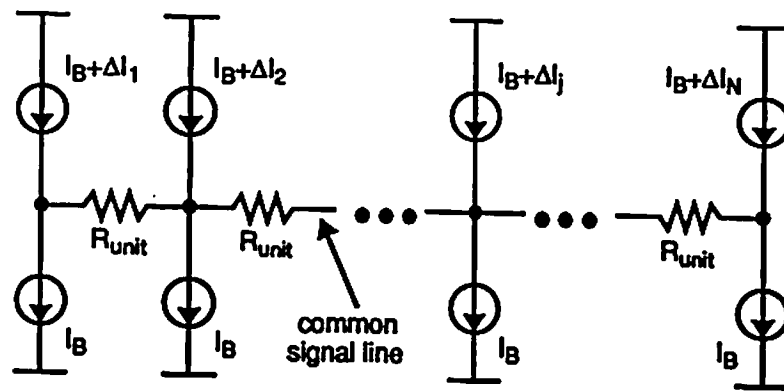 I_B+ΔI_1
I_B+ΔI_2
I_B+ΔI_j
I_B+ΔI_N
R_unit
R_unit
R_unit
I_B
I_B
common
signal line
I_B
I_B